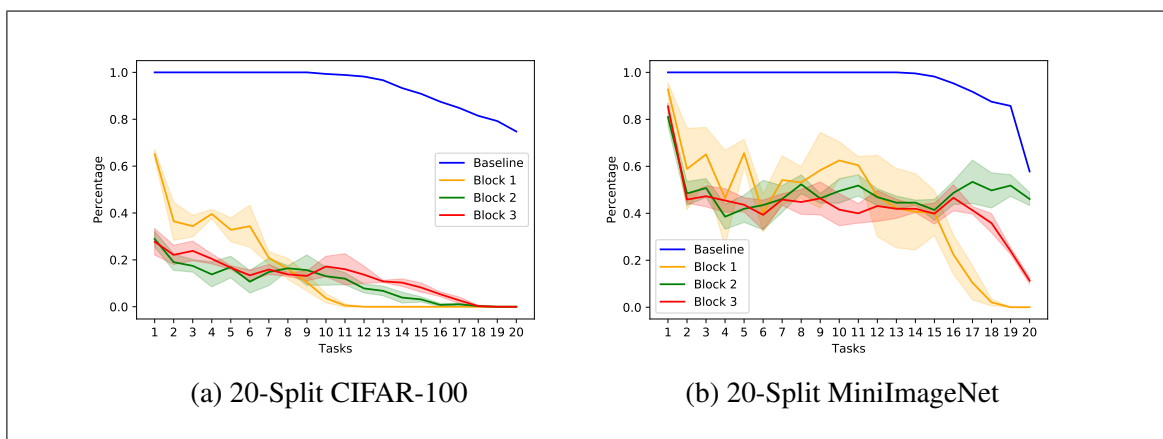 1.0
0.8
0.6
0.4
0.2
0.0
Percentage
Baseline
Block 1
Block 2
Block 3
1 2 3 4 5 6 7 8 9 10 11 12 13 14 15 16 17 18 19 20
Tasks
(a) 20-Split CIFAR-100
1.0
0.8
0.6
0.4
0.2
0.0
Percentage
Baseline
Block 1
Block 2
Block 3
1 2 3 4 5 6 7 8 9 10 11 12 13 14 15 16 17 18 19 20
Tasks
(b) 20-Split MiniImageNet